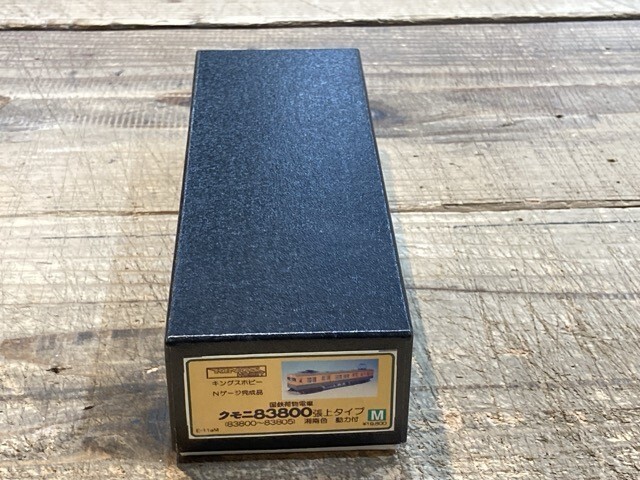 キングスホビー
Nゲージ完成品
国鉄荷物電車
クモニ83800張上タイプ
(83800〜83805) 湘南色 動力付
M
E-11aM